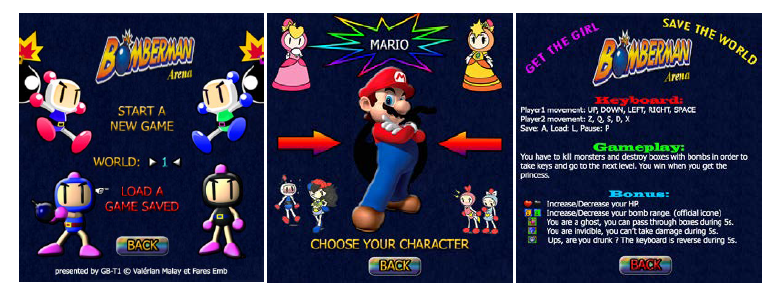 BOMBERMAN
Arena
START A
NEW GAME
WORLD: 1
LOAD A
GAME SAVED
BACK
presented by GB-T1 © Valérian Malay et Fares Emb
MARIO
CHOOSE YOUR CHARACTER
BACK
GET THE GIRL
SAVE THE WORLD
BOMBERMAN
Arena
Keyboard:
Player1 movement: UP, DOWN, LEFT, RIGHT, SPACE
Player2 movement: Z, Q, S, D, X
Save: A, Load: L, Pause: P
Gameplay:
You have to kill monsters and destroy boxes with bombs in order to
take keys and go to the next level. You win when you get the
princess.
Bonus:
Increase/Decrease your HP.
Increase/Decrease your bomb range. (official icone)
You are a ghost, you can pass through boxes during 5s.
You are invicible, you can't take damage during 5s.
Ups, are you drunk ? The keyboard is reverse during 5s.
BACK